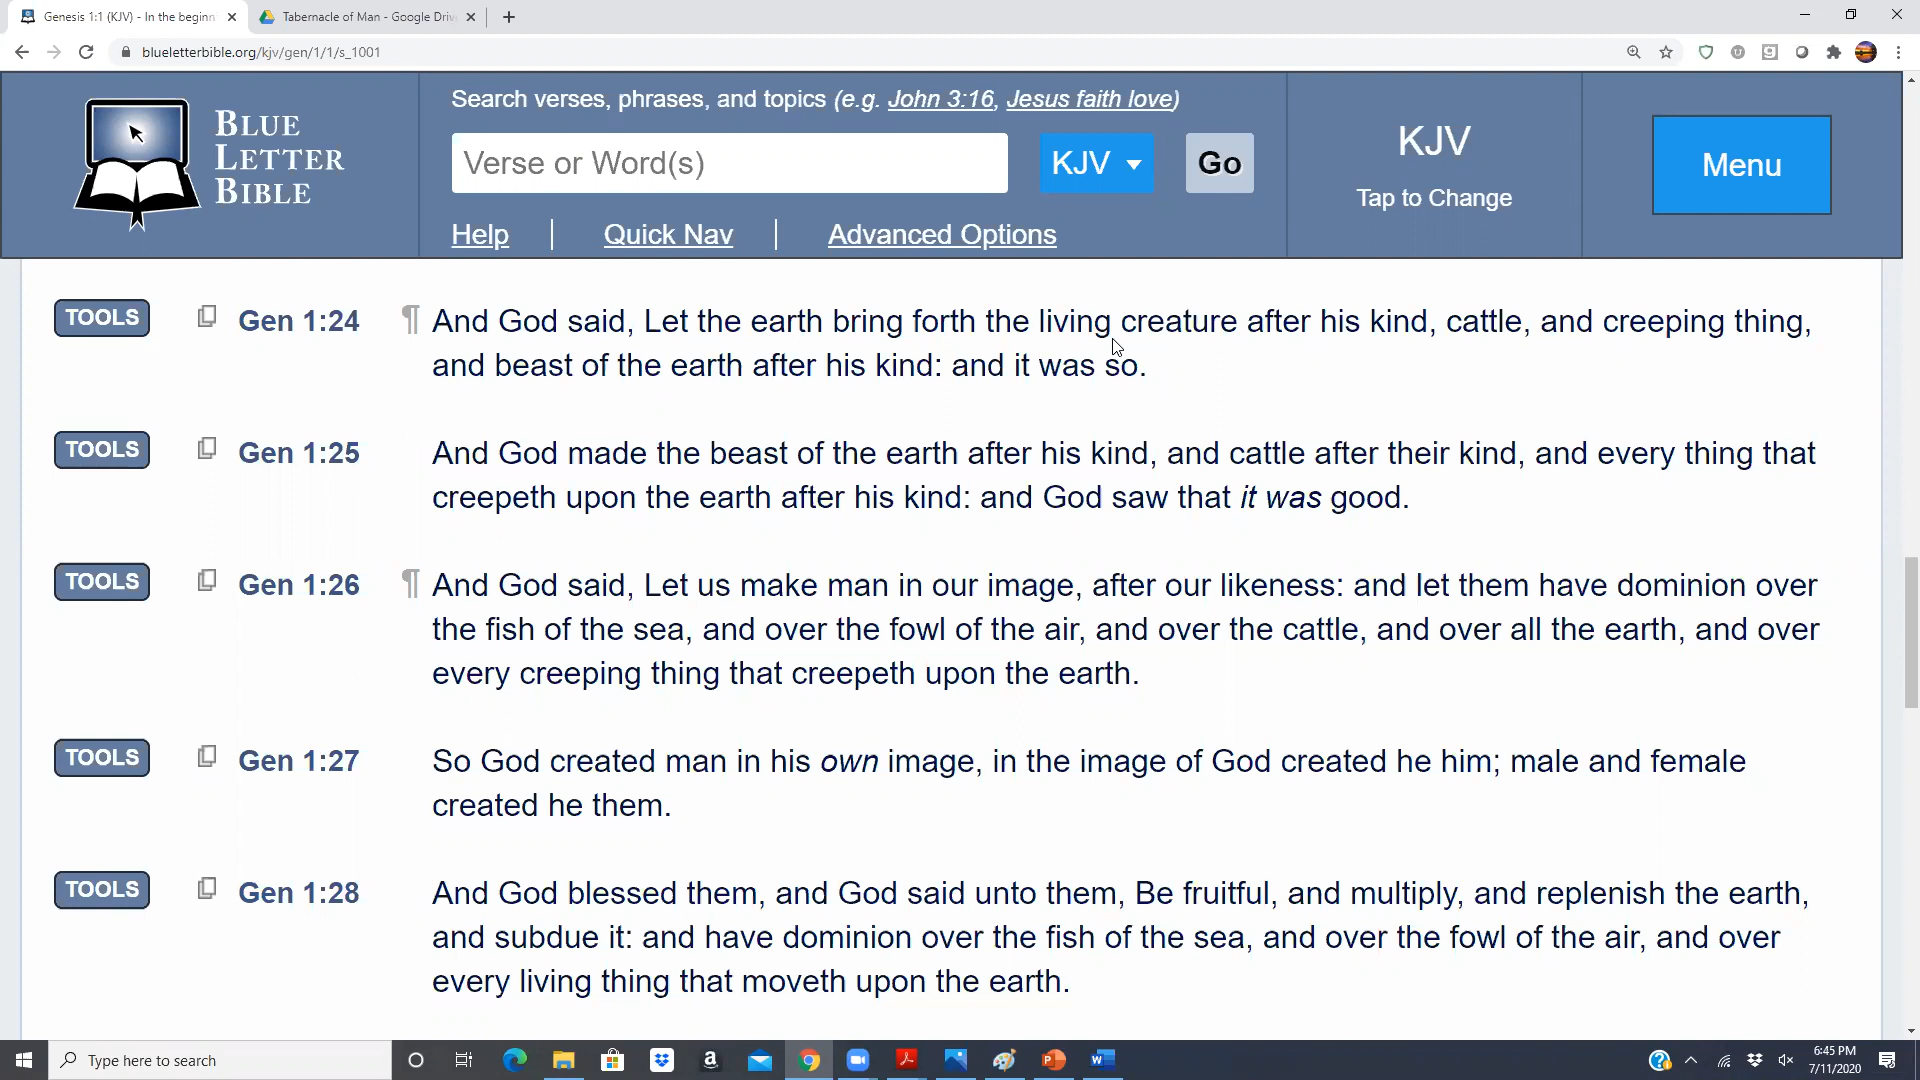 Genesis 1:1 (KJV) - In the beginn
Tabernacle of Man - Google Driv
blueletterbible.org/kjv/gen/1/1/s_1001
BLUE
LETTER
BIBLE
Search verses, phrases, and topics (e.g. John 3:16, Jesus faith love)
Verse or Word(s)
KJV
Go
Help
Quick Nav
Advanced Options
KJV
Tap to Change
Menu
TOOLS Gen 1:24 ¶ And God said, Let the earth bring forth the living creature after his kind, cattle, and creeping thing,
and beast of the earth after his kind: and it was so.
TOOLS Gen 1:25 And God made the beast of the earth after his kind, and cattle after their kind, and every thing that
creepeth upon the earth after his kind: and God saw that it was good.
TOOLS Gen 1:26 ¶ And God said, Let us make man in our image, after our likeness: and let them have dominion over
the fish of the sea, and over the fowl of the air, and over the cattle, and over all the earth, and over
every creeping thing that creepeth upon the earth.
TOOLS Gen 1:27 So God created man in his own image, in the image of God created he him; male and female
created he them.
TOOLS Gen 1:28 And God blessed them, and God said unto them, Be fruitful, and multiply, and replenish the earth,
and subdue it: and have dominion over the fish of the sea, and over the fowl of the air, and over
every living thing that moveth upon the earth.
Type here to search
6:45 PM
7/11/2020